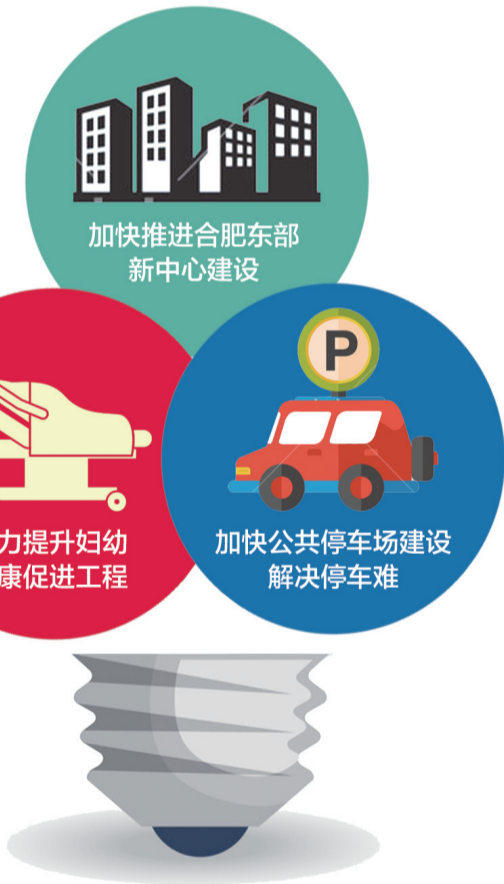 加快推进合肥东部
新中心建设
力提升妇幼
康促进工程
P
加快公共停车场建设
解决停车难